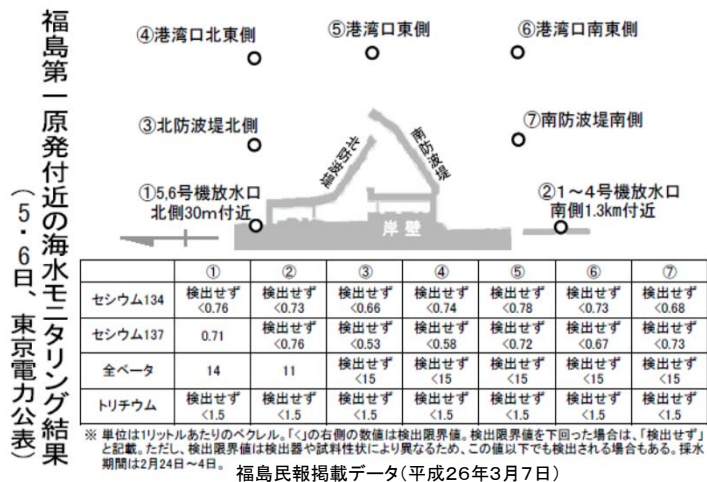 福島第一原発付近の海水モニタリング結果
（5・6日、東京電力公表）
④港湾口北東側
⑤港湾口東側
⑥港湾口南東側
③北防波堤北側
⑦南防波堤南側
北防波堤
南防波堤
①5,6号機放水口
北側30m付近
②1～4号機放水口
南側1.3km付近
岸壁
① ② ③ ④ ⑤ ⑥ ⑦
セシウム134 検出せず<0.76 検出せず<0.73 検出せず<0.66 検出せず<0.74 検出せず<0.78 検出せず<0.73 検出せず<0.68
セシウム137 0.71 検出せず<0.76 検出せず<0.53 検出せず<0.58 検出せず<0.72 検出せず<0.67 検出せず<0.73
全ベータ 14 11 検出せず<15 検出せず<15 検出せず<15 検出せず<15 検出せず<15
トリチウム 検出せず<1.5 検出せず<1.5 検出せず<1.5 検出せず<1.5 検出せず<1.5 検出せず<1.5 検出せず<1.5
※ 単位は1リットルあたりのベクレル。「<」の右側の数値は検出限界値。検出限界値を下回った場合は、「検出せず」
と記載。ただし、検出限界値は検出器や試料性状により異なるため、この値以下でも検出される場合もある。採水
期間は2月24日～4日。
福島民報掲載データ（平成26年3月7日）